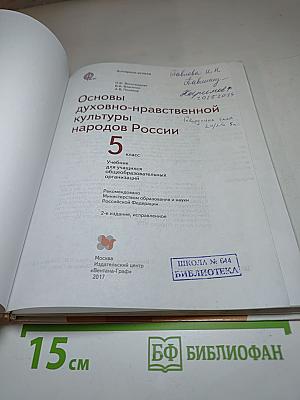 Основы
духовно-нравственной
культуры
народов России
5 класс
Учебник
для учащихся
общеобразовательных
организаций
Рекомендовано
Министерством образования и науки
Российской Федерации
2-е издание, исправленное
Москва
Издательский центр
«Вентана-Граф»
2017
ШКОЛА № 644
БИБЛИОТЕКА
15 см
БФ БИБЛИОФАН